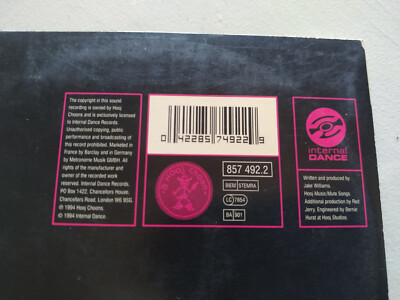 The copyright in this sound
recording is owned by Hooj
Choons and is exclusively licensed
to Internal Dance Records.
Unauthorised copying, public
performance and broadcasting of
this record prohibited. Marketed in
France by Barclay and in Germany
by Metronome Musik GMBH. All
rights of the manufacturer and
owner of the recorded work
reserved. Internal Dance Records,
PO BOX 1422, Chancellors House,
Chancellors Road, London W6 9SG.
℗ 1994 Hooj Choons.
© 1994 Internal Dance.
0 42285 74922 9
857 492.2
BIEM STEMRA
LC 7654
BA 901
HOOJ CHOONS
internal
DANCE
Written and produced by
Jake Williams.
Hooj Music/Mute Songs.
Additional production by Red
Jerry. Engineered by Bernie
Hurst at Hooj Studios